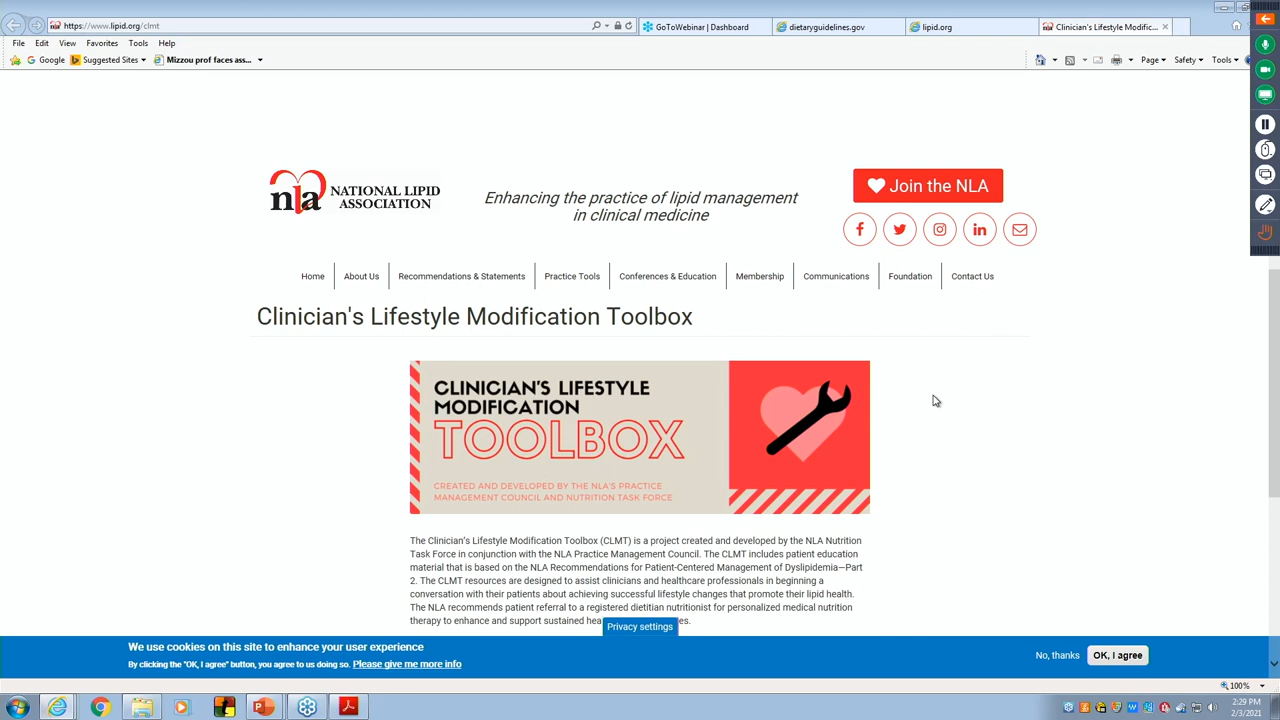 https://www.lipid.org/clmt
GoToWebinar | Dashboard
dietaryguidelines.gov
lipid.org
Clinician's Lifestyle Modific...
File Edit View Favorites Tools Help
Google Suggested Sites Mizzou prof faces ass...
Page Safety Tools
nla NATIONAL LIPID
ASSOCIATION
Enhancing the practice of lipid management
in clinical medicine
Join the NLA
Home About Us Recommendations & Statements Practice Tools Conferences & Education Membership Communications Foundation Contact Us
Clinician's Lifestyle Modification Toolbox
CLINICIAN'S LIFESTYLE
MODIFICATION
TOOLBOX
CREATED AND DEVELOPED BY THE NLA'S PRACTICE
MANAGEMENT COUNCIL AND NUTRITION TASK FORCE
The Clinician's Lifestyle Modification Toolbox (CLMT) is a project created and developed by the NLA Nutrition
Task Force in conjunction with the NLA Practice Management Council. The CLMT includes patient education
material that is based on the NLA Recommendations for Patient-Centered Management of Dyslipidemia—Part
2. The CLMT resources are designed to assist clinicians and healthcare professionals in beginning a
conversation with their patients about achieving successful lifestyle changes that promote their lipid health.
The NLA recommends patient referral to a registered dietitian nutritionist for personalized medical nutrition
therapy to enhance and support sustained
Privacy settings
We use cookies on this site to enhance your user experience
By clicking the "OK, I agree" button, you agree to us doing so. Please give me more info
No, thanks OK, I agree
100%
2:29 PM
2/3/2021